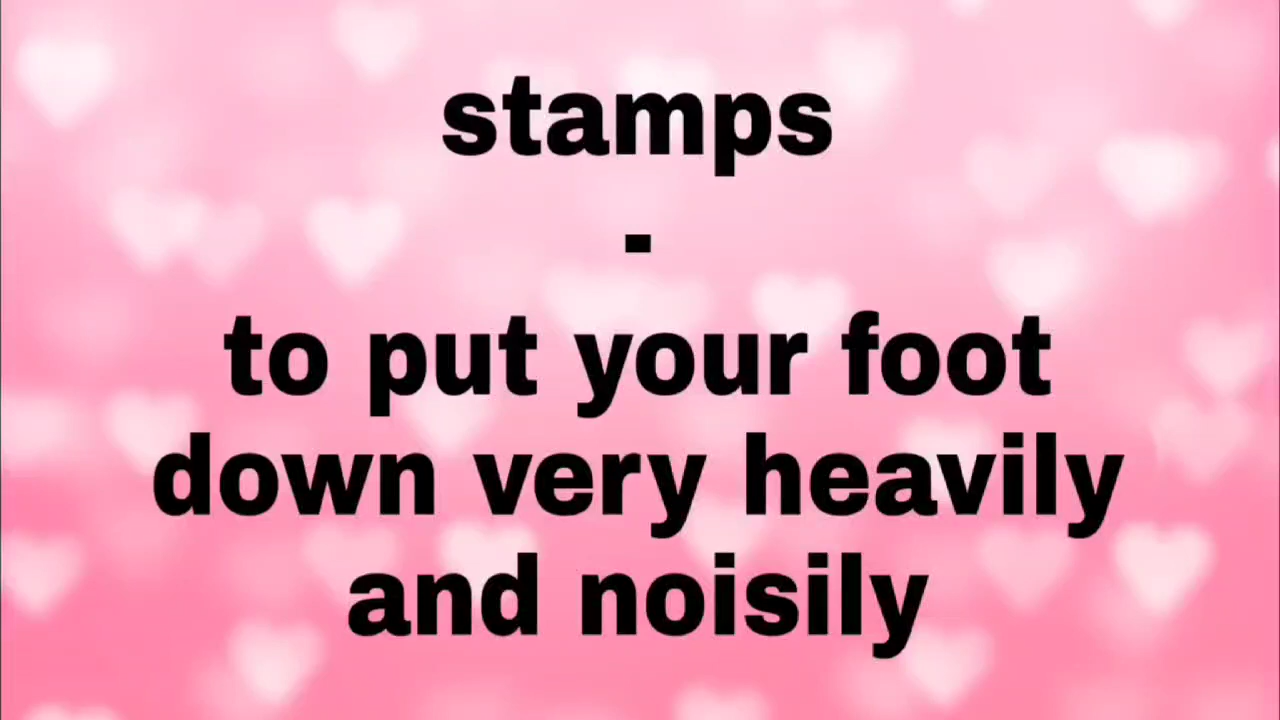 stamps
-
to put your foot
down very heavily
and noisily